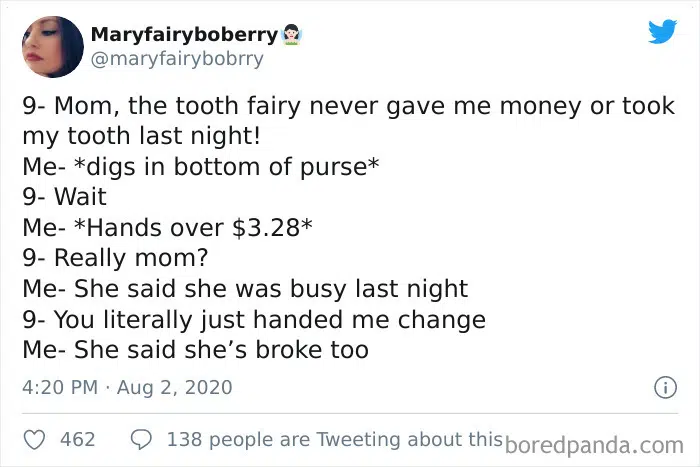 Maryfairyboberry🧛🏻‍♀️
@maryfairybobrry
9- Mom, the tooth fairy never gave me money or took
my tooth last night!
Me- *digs in bottom of purse*
9- Wait
Me- *Hands over $3.28*
9- Really mom?
Me- She said she was busy last night
9- You literally just handed me change
Me- She said she’s broke too
4:20 PM · Aug 2, 2020
462 138 people are Tweeting about this
boredpanda.com